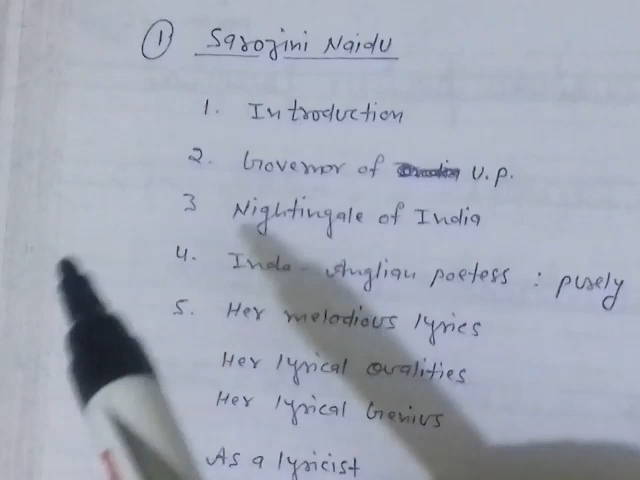 ① Sarojini Naidu
1. Introduction
2. Governor of U.P.
3 Nightingale of India
4. Indo-Anglian poetess : purely
5. Her melodious lyrics
Her lyrical Qualities
Her lyrical Genius
As a lyricist